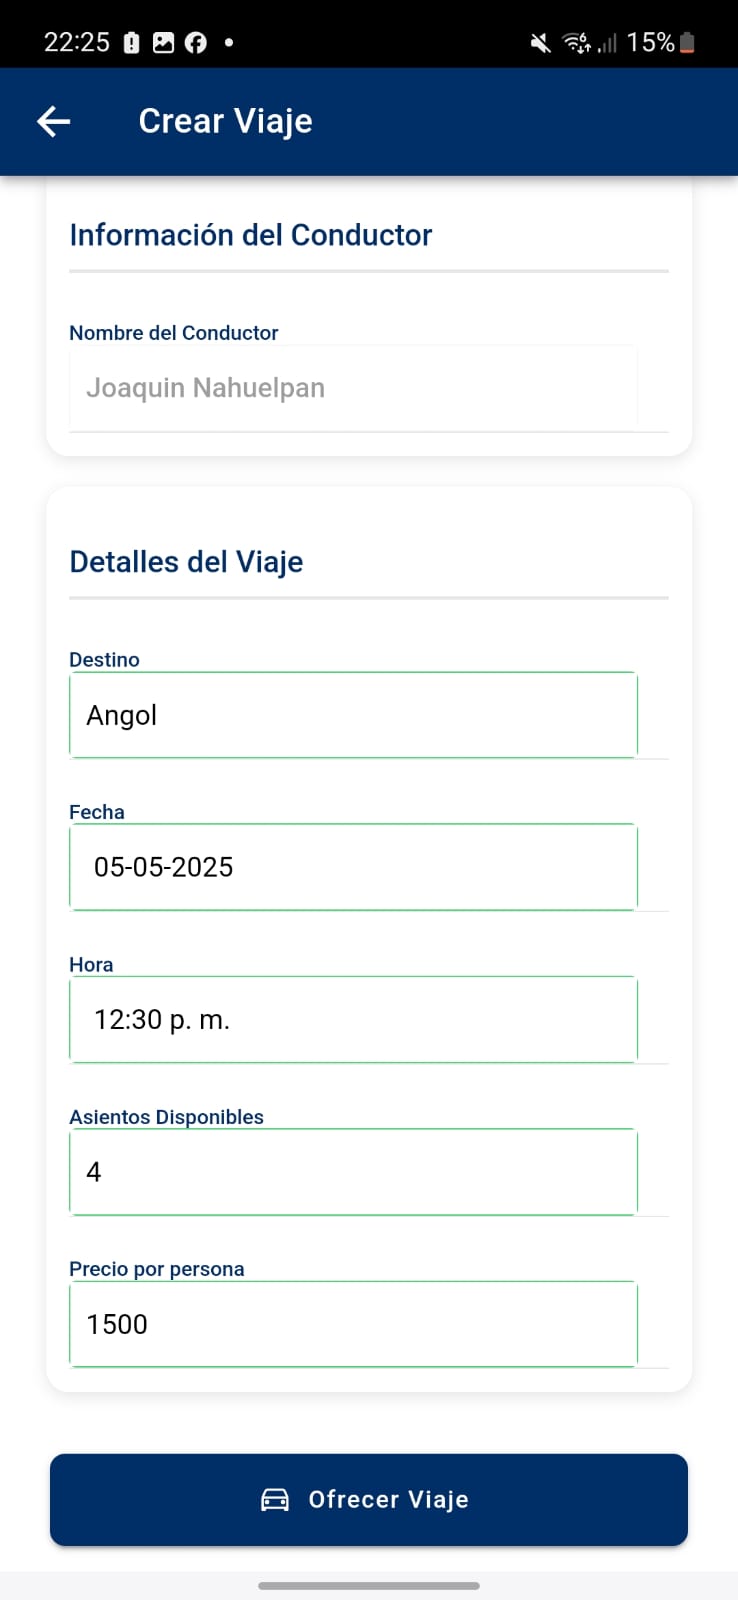 22:25
15%
Crear Viaje
Información del Conductor
Nombre del Conductor
Joaquin Nahuelpan
Detalles del Viaje
Destino
Angol
Fecha
05-05-2025
Hora
12:30 p. m.
Asientos Disponibles
4
Precio por persona
1500
Ofrecer Viaje